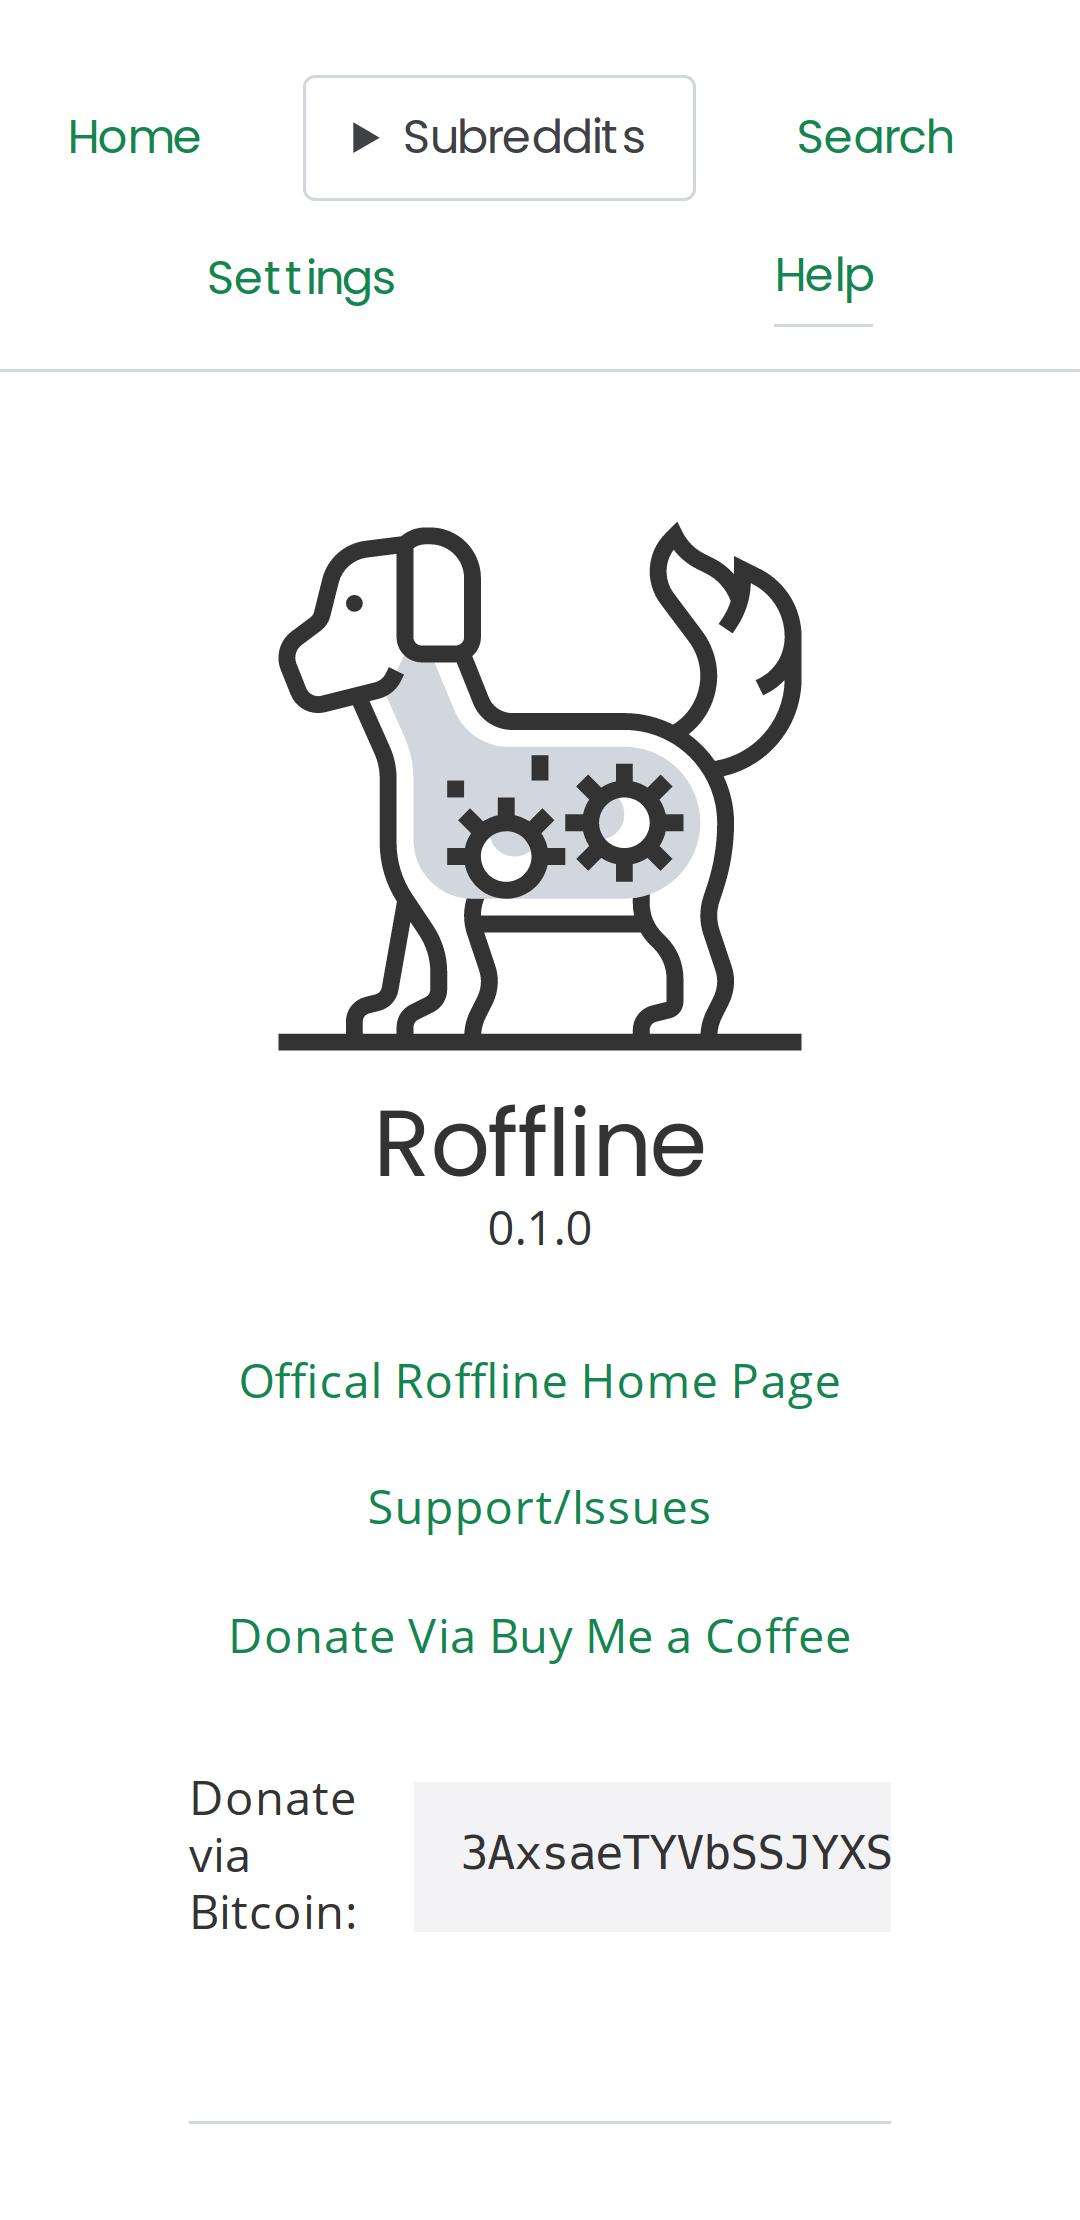 Home
Subreddits
Search
Settings
Help
Roffline
0.1.0
Offical Roffline Home Page
Support/Issues
Donate Via Buy Me a Coffee
Donate
via
Bitcoin:
3AxsaeTYVbSSJYXS